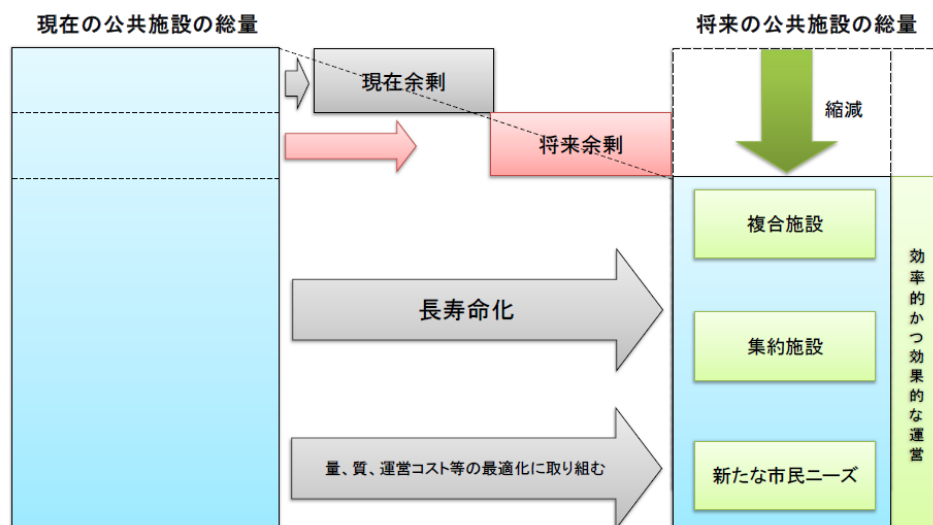 現在の公共施設の総量
将来の公共施設の総量
現在余剰
縮減
将来余剰
複合施設
長寿命化
集約施設
量、質、運営コスト等の最適化に取り組む
新たな市民ニーズ
効率的かつ効果的な運営